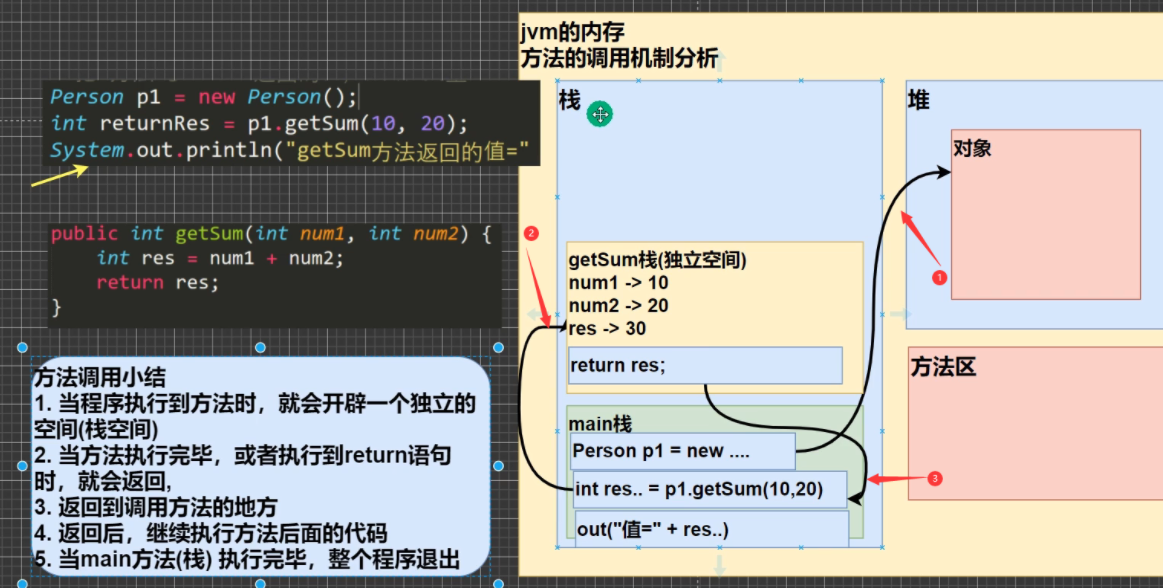 Person p1 = new Person();
int returnRes = p1.getSum(10, 20);
System.out.println("getSum方法返回的值="
public int getSum(int num1, int num2) {
int res = num1 + num2;
return res;
}
方法调用小结
1. 当程序执行到方法时，就会开辟一个独立的
空间(栈空间)
2. 当方法执行完毕，或者执行到return语句
时，就会返回,
3. 返回到调用方法的地方
4. 返回后，继续执行方法后面的代码
5. 当main方法(栈) 执行完毕，整个程序退出
jvm的内存
方法的调用机制分析
栈
getSum栈(独立空间)
num1 -> 10
num2 -> 20
res -> 30
return res;
main栈
Person p1 = new ....
int res.. = p1.getSum(10,20)
out("值=" + res..)
堆
对象
方法区
2
1
3